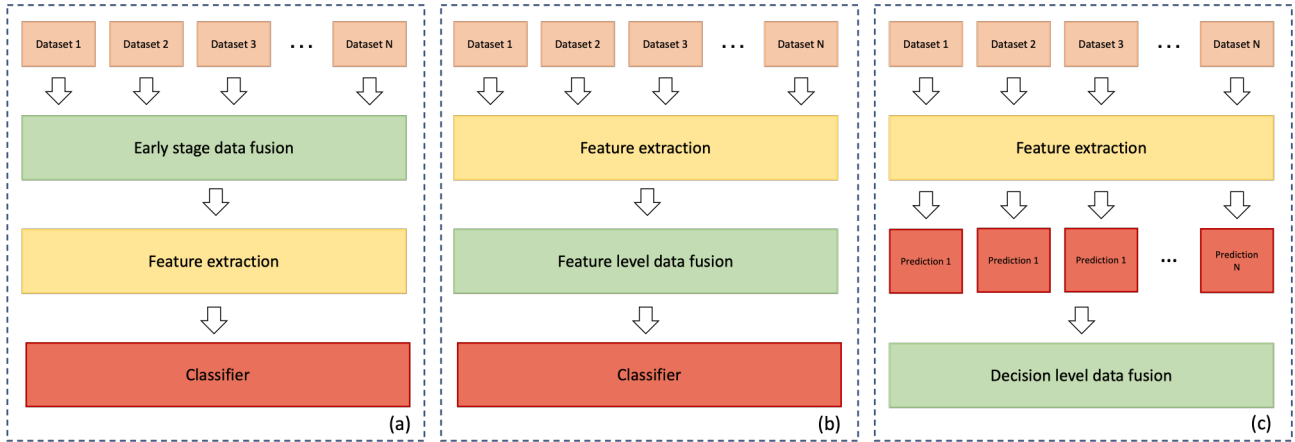 Dataset 1 Dataset 2 Dataset 3 ... Dataset N
Early stage data fusion
Feature extraction
Classifier
(a)
Dataset 1 Dataset 2 Dataset 3 ... Dataset N
Feature extraction
Feature level data fusion
Classifier
(b)
Dataset 1 Dataset 2 Dataset 3 ... Dataset N
Feature extraction
Prediction 1 Prediction 1 Prediction 1 ... Prediction
N
Decision level data fusion
(c)